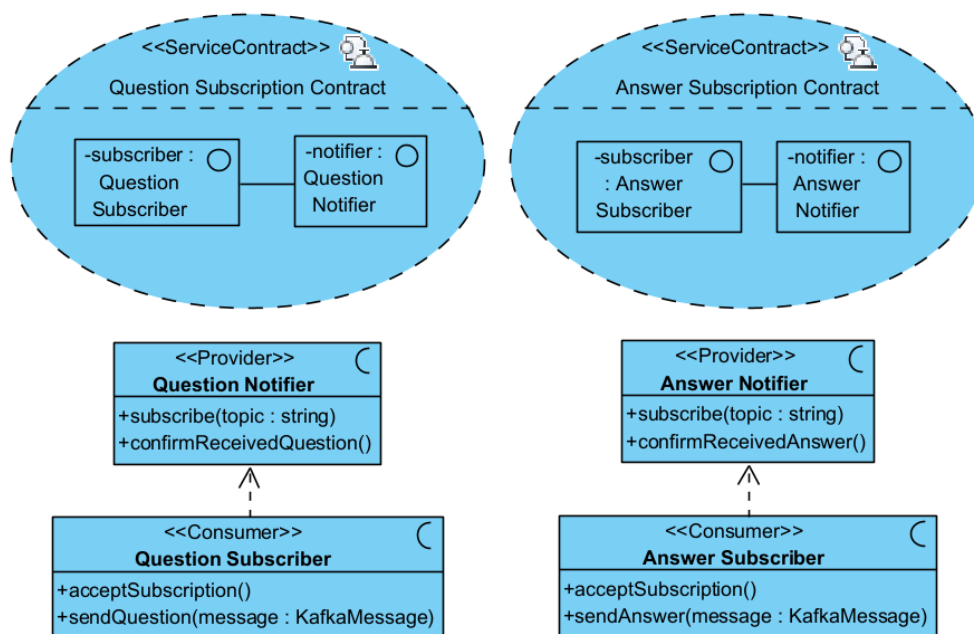 <<ServiceContract>>
Question Subscription Contract
-subscriber :
Question
Subscriber
-notifier :
Question
Notifier
<<ServiceContract>>
Answer Subscription Contract
-subscriber
: Answer
Subscriber
-notifier :
Answer
Notifier
<<Provider>>
Question Notifier
+subscribe(topic : string)
+confirmReceivedQuestion()
<<Provider>>
Answer Notifier
+subscribe(topic : string)
+confirmReceivedAnswer()
<<Consumer>>
Question Subscriber
+acceptSubscription()
+sendQuestion(message : KafkaMessage)
<<Consumer>>
Answer Subscriber
+acceptSubscription()
+sendAnswer(message : KafkaMessage)